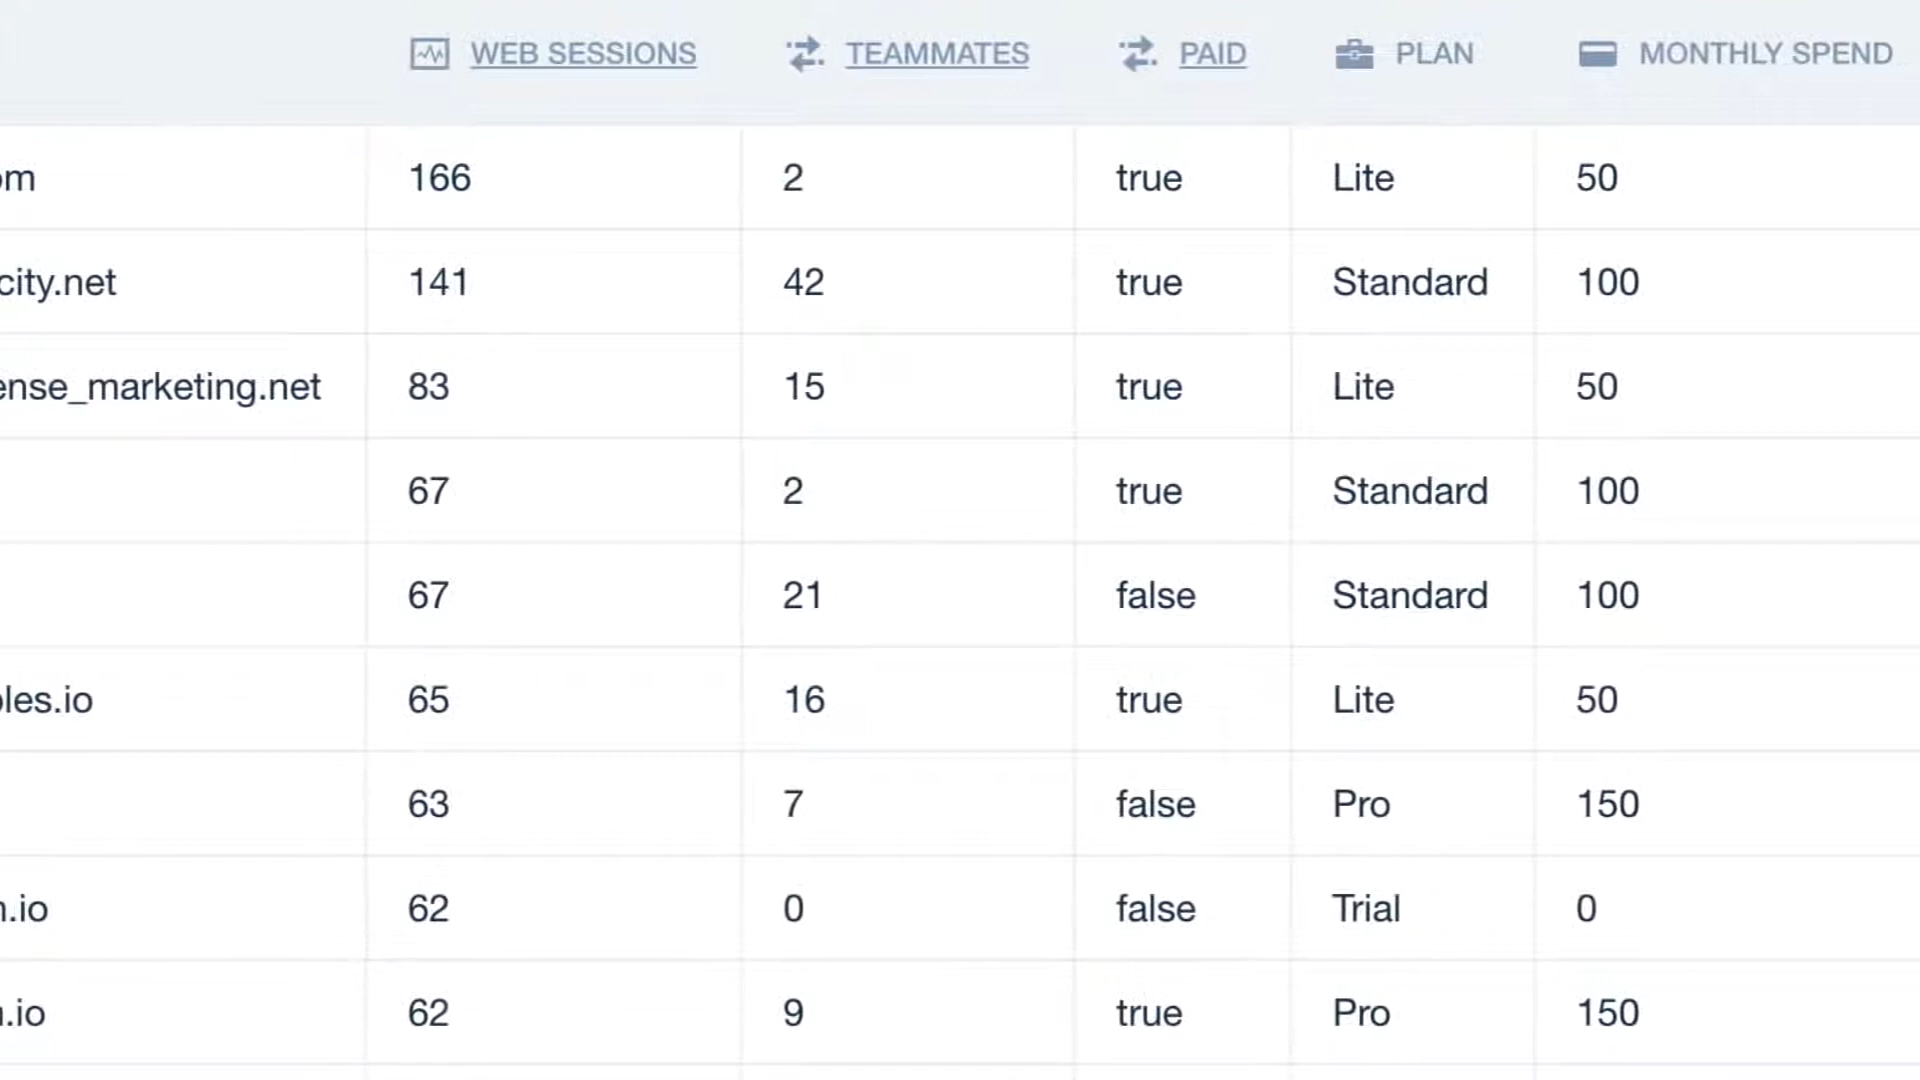 WEB SESSIONS TEAMMATES PAID PLAN MONTHLY SPEND
om 166 2 true Lite 50
city.net 141 42 true Standard 100
ense_marketing.net 83 15 true Lite 50
67 2 true Standard 100
67 21 false Standard 100
les.io 65 16 true Lite 50
63 7 false Pro 150
.io 62 0 false Trial 0
.io 62 9 true Pro 150